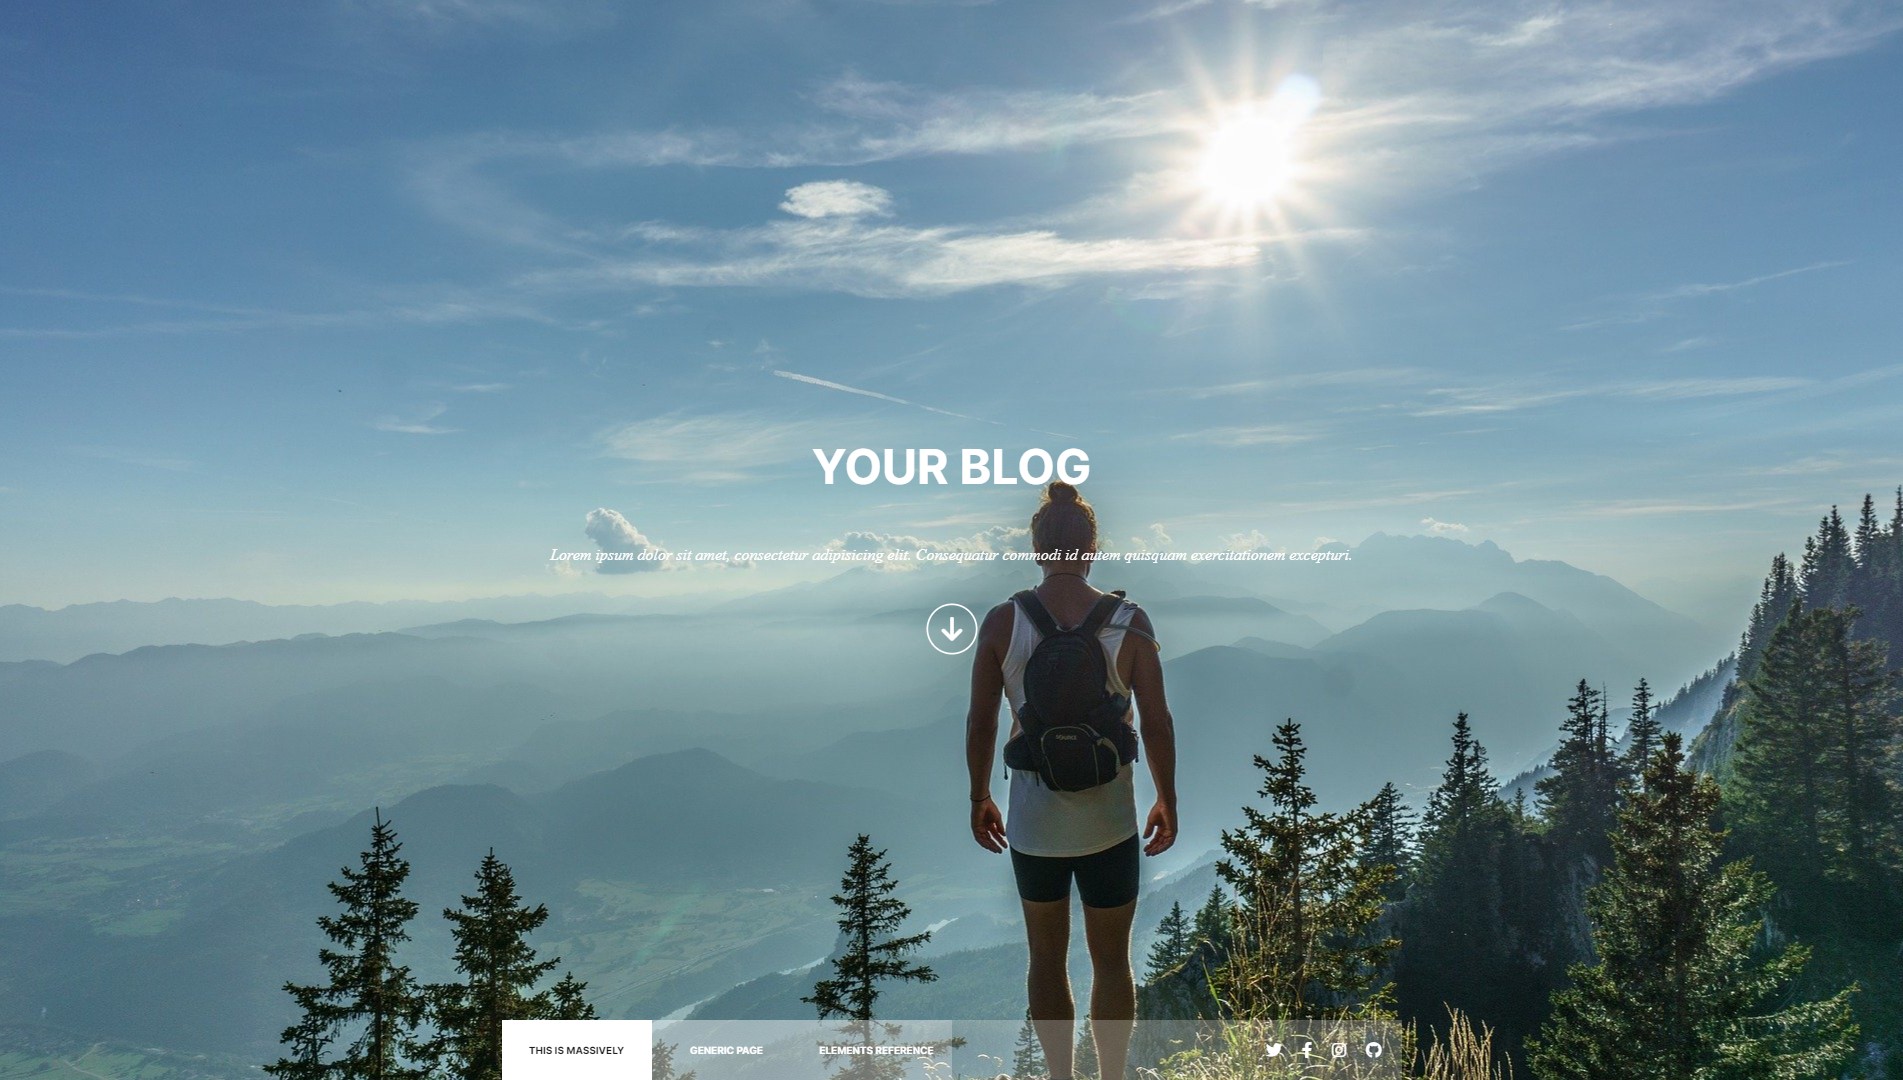 YOUR BLOG
Lorem ipsum dolor sit amet, consectetur adipisicing elit. Consequatur commodi id autem quisquam exercitationem excepturi.
SOURCE
THIS IS MASSIVELY GENERIC PAGE ELEMENTS REFERENCE